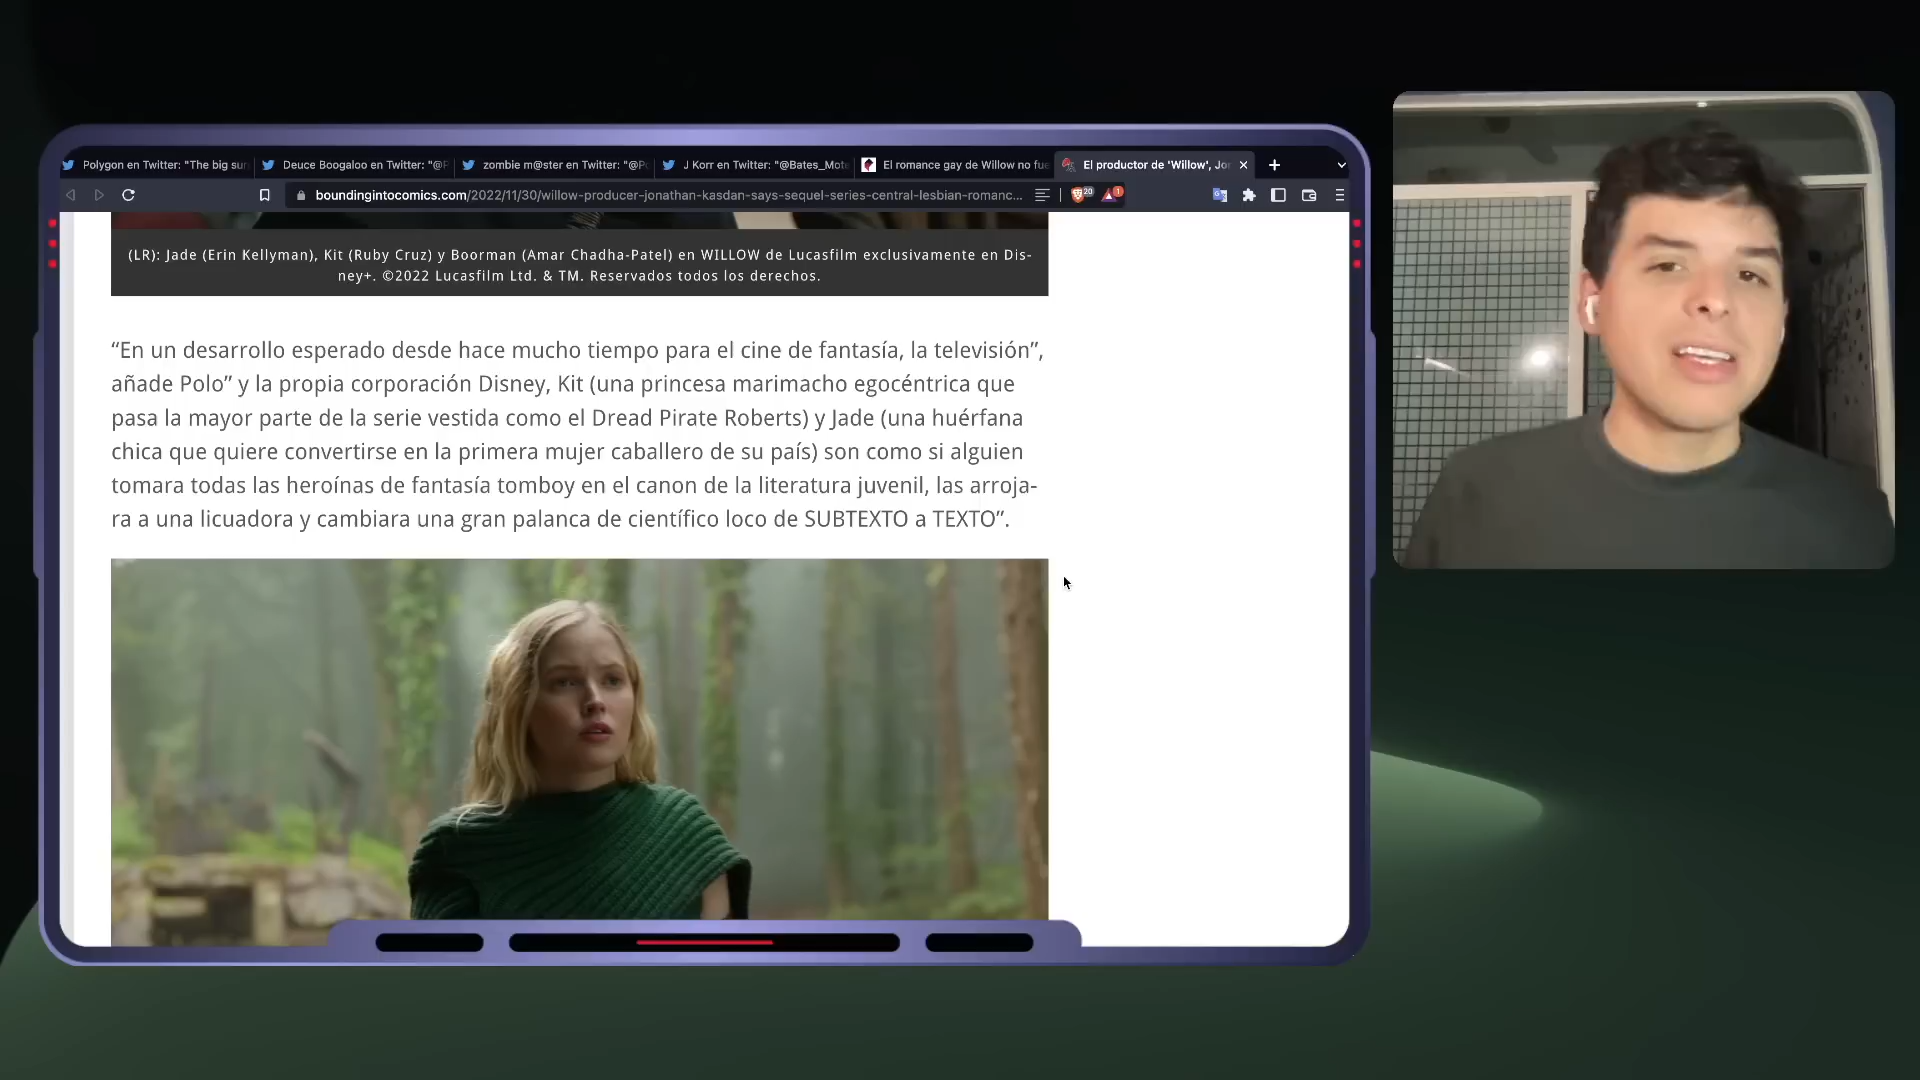 Polygon en Twitter: "The big sur
Deuce Boogaloo en Twitter: "@P
zombie m@ster en Twitter: "@Po
J Korr en Twitter: "@Bates_Mote
El romance gay de Willow no fue
El productor de 'Willow', Jo
boundingintocomics.com/2022/11/30/willow-producer-jonathan-kasdan-says-sequel-series-central-lesbian-romanc...
20
1
(LR): Jade (Erin Kellyman), Kit (Ruby Cruz) y Boorman (Amar Chadha-Patel) en WILLOW de Lucasfilm exclusivamente en Dis-
ney+. ©2022 Lucasfilm Ltd. & TM. Reservados todos los derechos.
“En un desarrollo esperado desde hace mucho tiempo para el cine de fantasía, la televisión”,
añade Polo” y la propia corporación Disney, Kit (una princesa marimacho egocéntrica que
pasa la mayor parte de la serie vestida como el Dread Pirate Roberts) y Jade (una huérfana
chica que quiere convertirse en la primera mujer caballero de su país) son como si alguien
tomara todas las heroínas de fantasía tomboy en el canon de la literatura juvenil, las arroja-
ra a una licuadora y cambiara una gran palanca de científico loco de SUBTEXTO a TEXTO”.